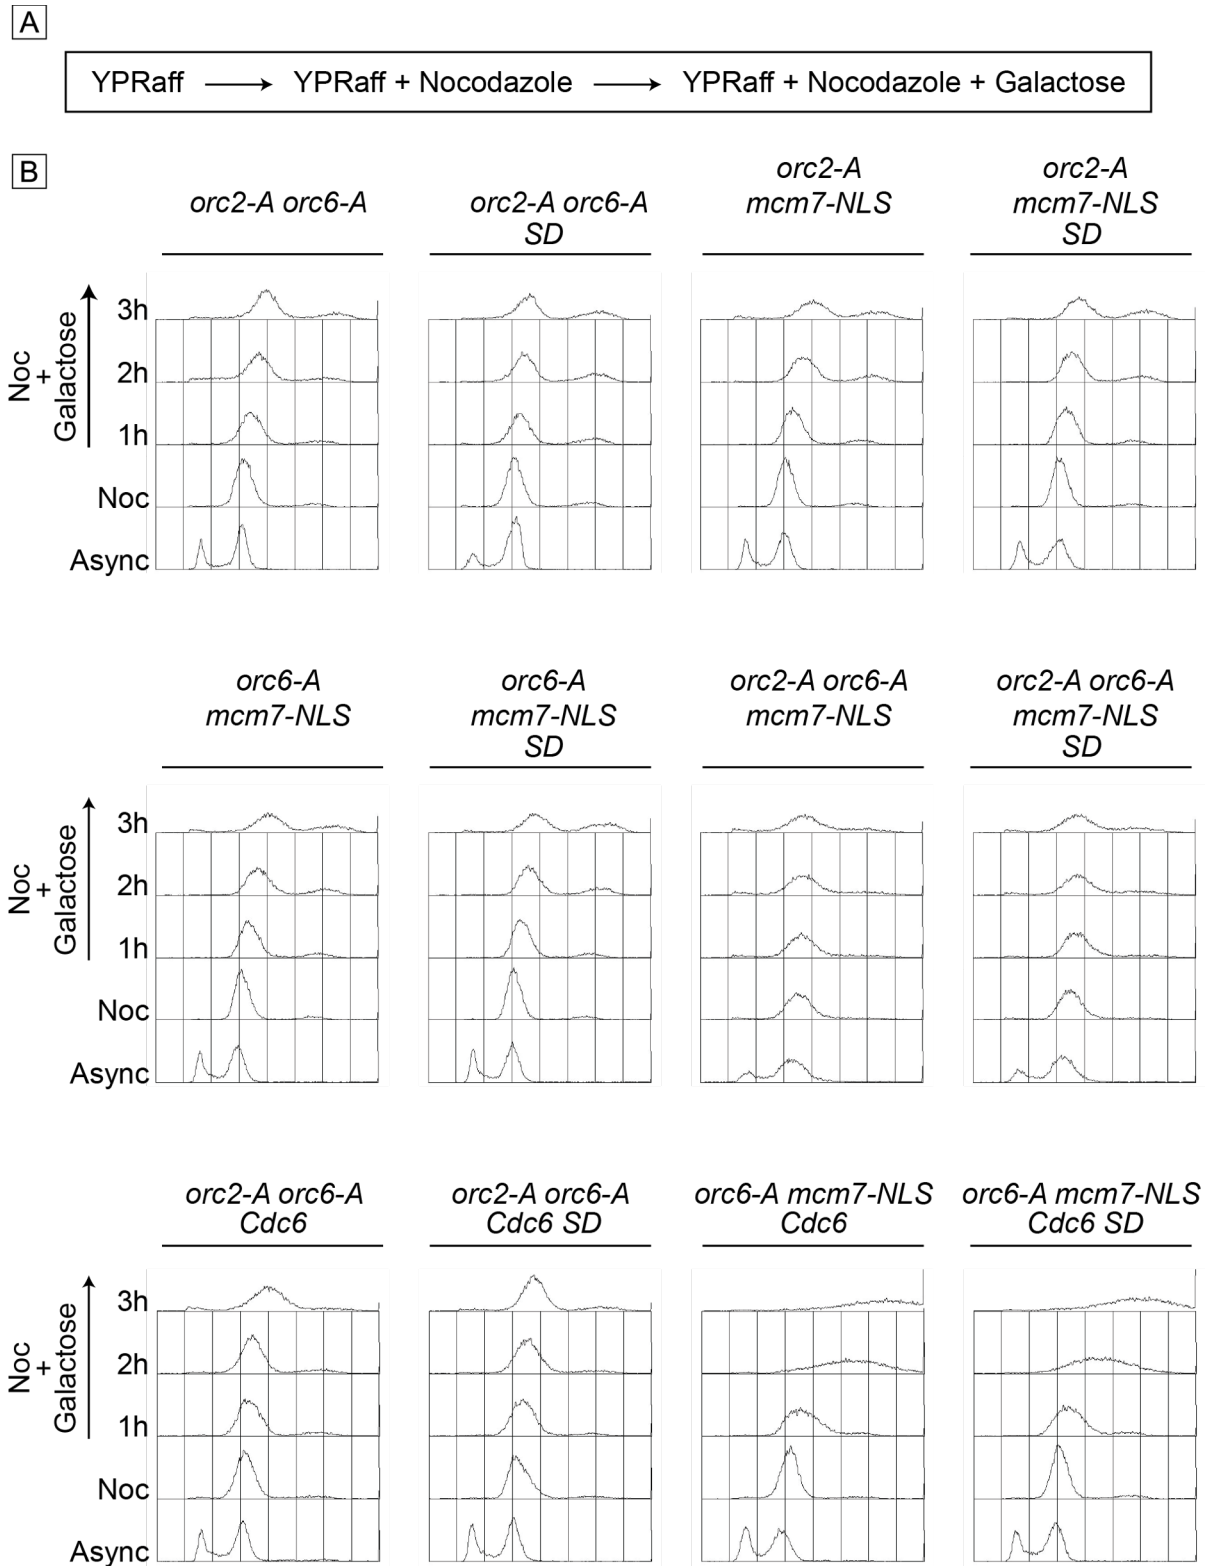 A
YPRaff → YPRaff + Nocodazole → YPRaff + Nocodazole + Galactose
B
orc2-A orc6-A
orc2-A orc6-A
SD
orc2-A
mcm7-NLS
orc2-A
mcm7-NLS
SD
Noc
+
Galactose
3h
2h
1h
Noc
Async
orc6-A
mcm7-NLS
orc6-A
mcm7-NLS
SD
orc2-A orc6-A
mcm7-NLS
orc2-A orc6-A
mcm7-NLS
SD
Noc
+
Galactose
3h
2h
1h
Noc
Async
orc2-A orc6-A
Cdc6
orc2-A orc6-A
Cdc6 SD
orc6-A mcm7-NLS
Cdc6
orc6-A mcm7-NLS
Cdc6 SD
Noc
+
Galactose
3h
2h
1h
Noc
Async